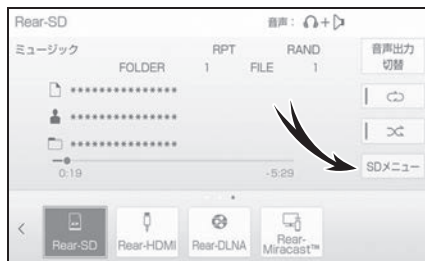 Rear-SD 音声: +
ミュージック RPT RAND 音声出力
切替
FOLDER 1 FILE 1
0:19 -5:29 SDメニュー
Rear-SD Rear-HDMI Rear-DLNA Rear-
Miracast™